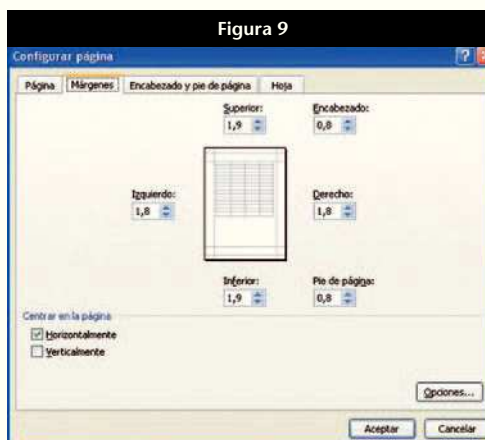 Figura 9
Configurar página
Página Márgenes Encabezado y pie de página Hoja
Superior: Encabezado:
1,9 0,8
Izquierdo: Derecho:
1,8 1,8
Inferior: Pie de página:
1,9 0,8
Centrar en la página
Horizontalmente
Verticalmente
Opciones...
Aceptar Cancelar